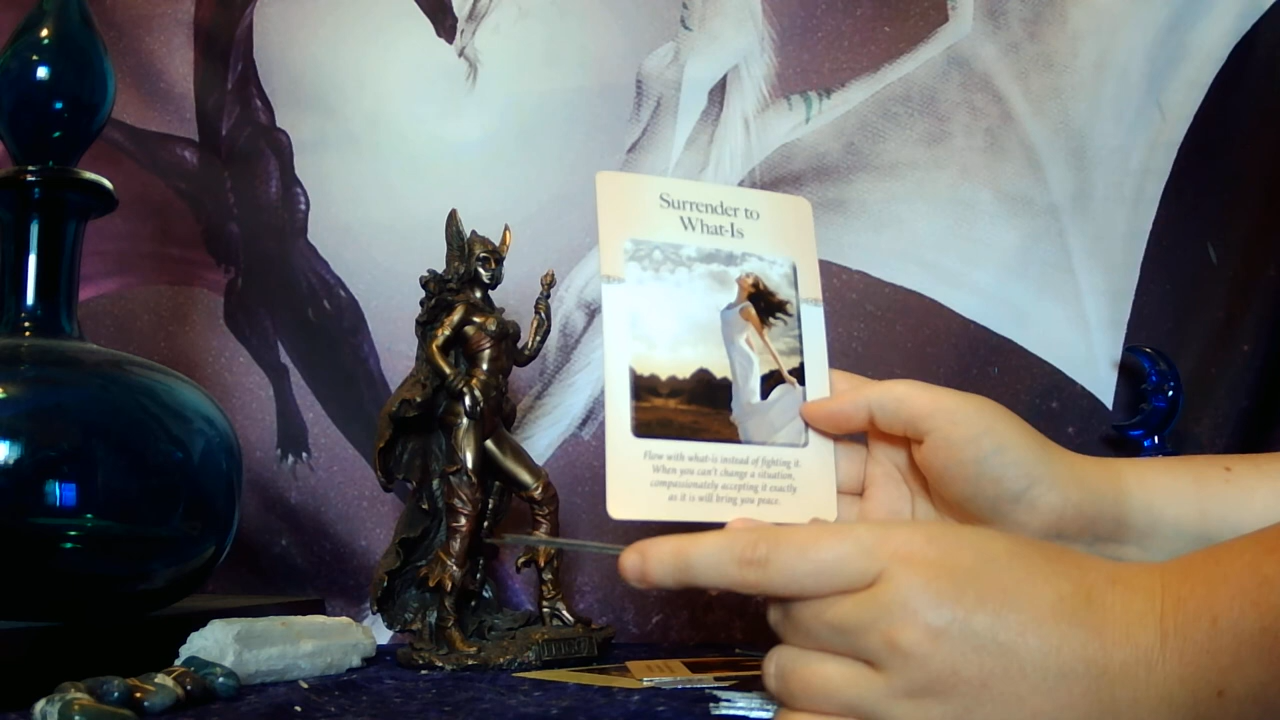 Surrender to
What-Is
Flow with what-is instead of fighting it.
When you can't change a situation,
compassionately accepting it exactly
as it is will bring you peace.